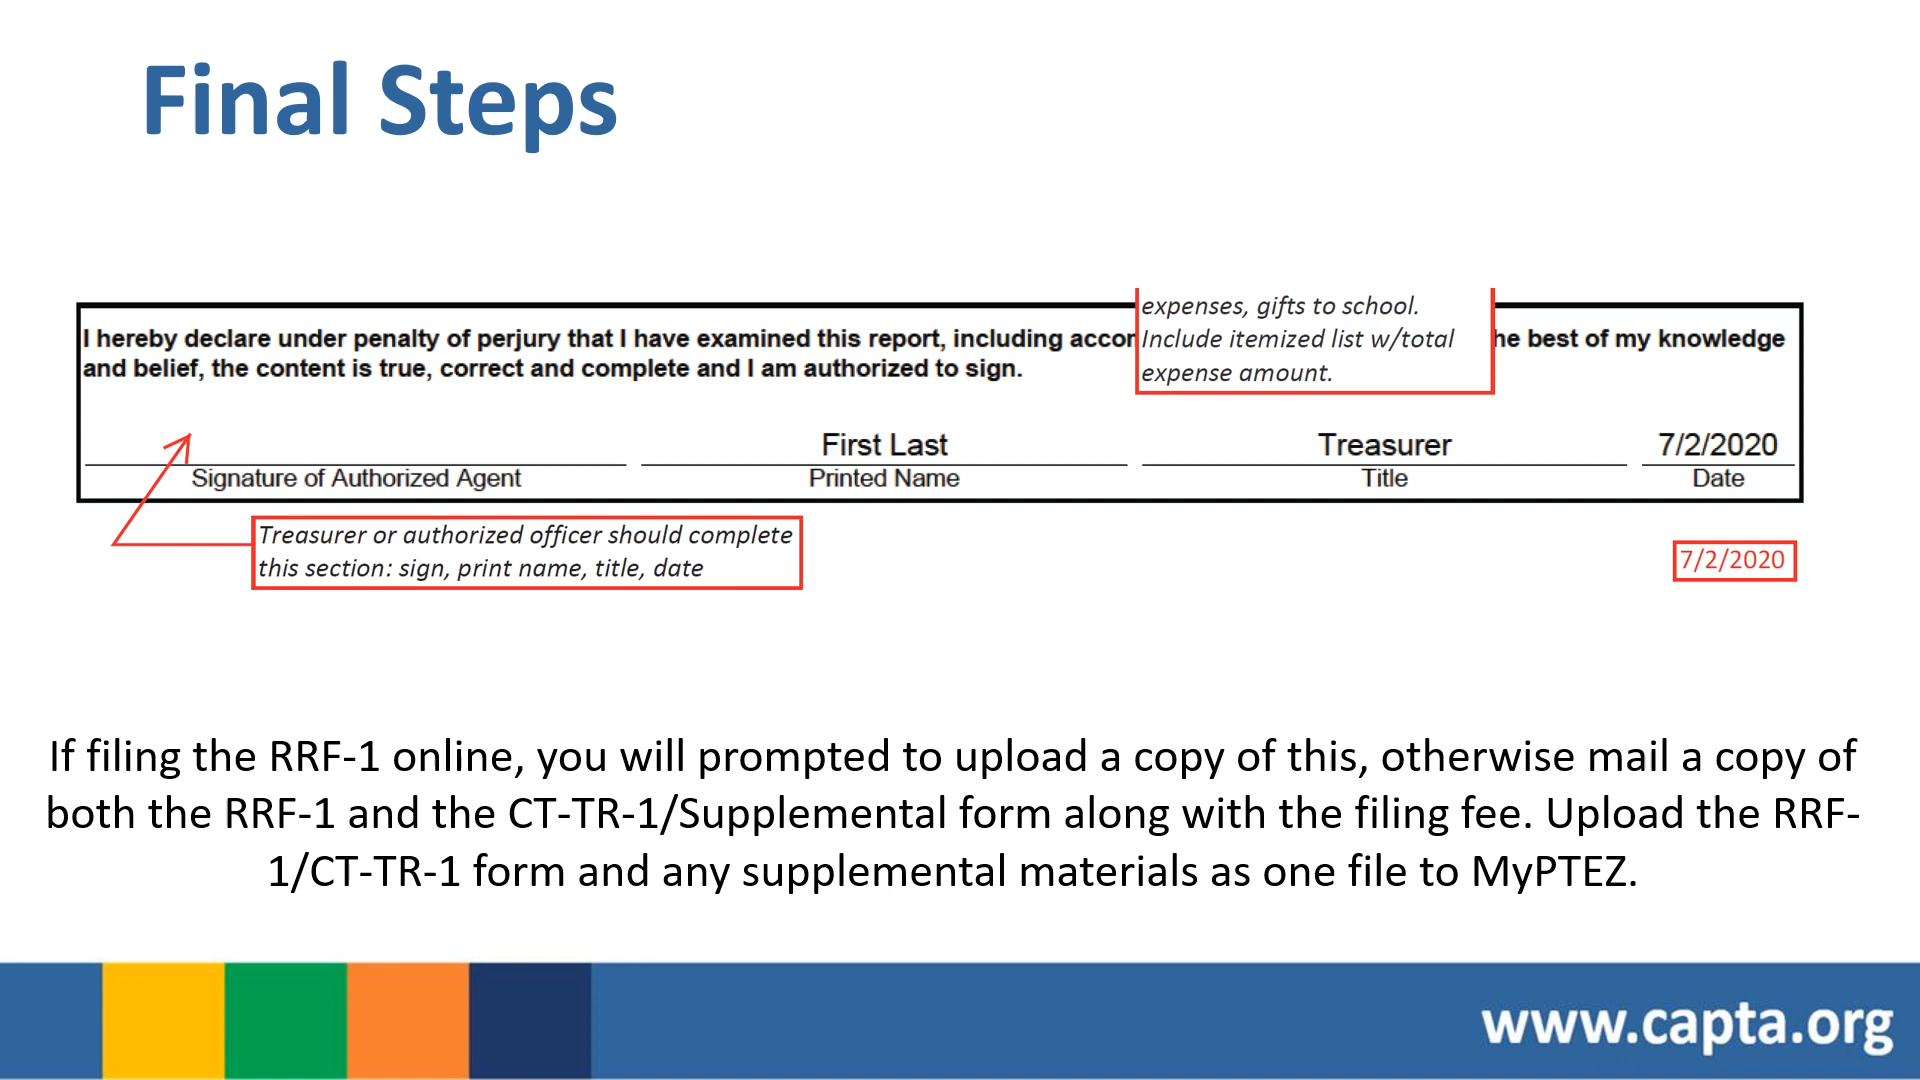 Final Steps
expenses, gifts to school.
Include itemized list w/total
expense amount.
I hereby declare under penalty of perjury that I have examined this report, including accor he best of my knowledge
and belief, the content is true, correct and complete and I am authorized to sign.
First Last Treasurer 7/2/2020
Signature of Authorized Agent Printed Name Title Date
Treasurer or authorized officer should complete
this section: sign, print name, title, date
7/2/2020
If filing the RRF-1 online, you will prompted to upload a copy of this, otherwise mail a copy of
both the RRF-1 and the CT-TR-1/Supplemental form along with the filing fee. Upload the RRF-
1/CT-TR-1 form and any supplemental materials as one file to MyPTEZ.
www.capta.org